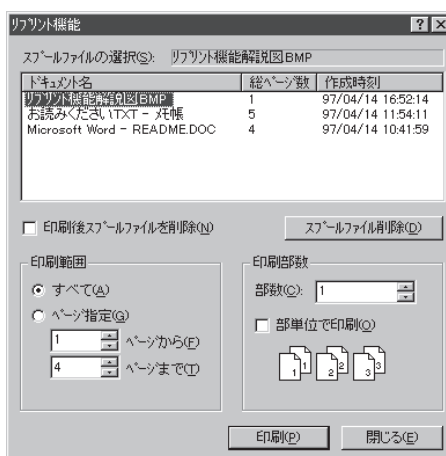 リプリント機能
スプールファイルの選択(S): リプリント機能解説図BMP
ドキュメント名 総ページ数 作成時刻
リプリント機能解説図BMP 1 97/04/14 16:52:14
お読みください.TXT - メモ帳 5 97/04/14 11:54:11
Microsoft Word - README.DOC 4 97/04/14 10:41:59
印刷後スプールファイルを削除(N) スプールファイル削除(D)
印刷範囲
すべて(A)
ページ指定(G)
1 ページから(F)
4 ページまで(T)
印刷部数
部数(C): 1
部単位で印刷(O)
1 1 2 2 3 3
印刷(P) 閉じる(E)